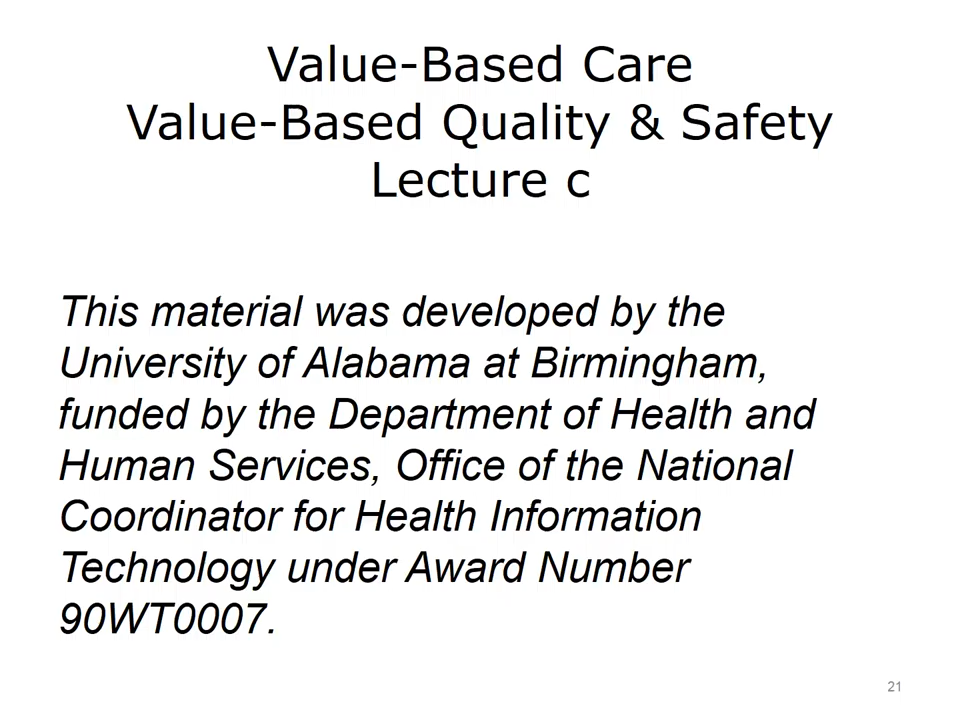 Value-Based Care
Value-Based Quality & Safety
Lecture c
This material was developed by the
University of Alabama at Birmingham,
funded by the Department of Health and
Human Services, Office of the National
Coordinator for Health Information
Technology under Award Number
90WT0007.
21